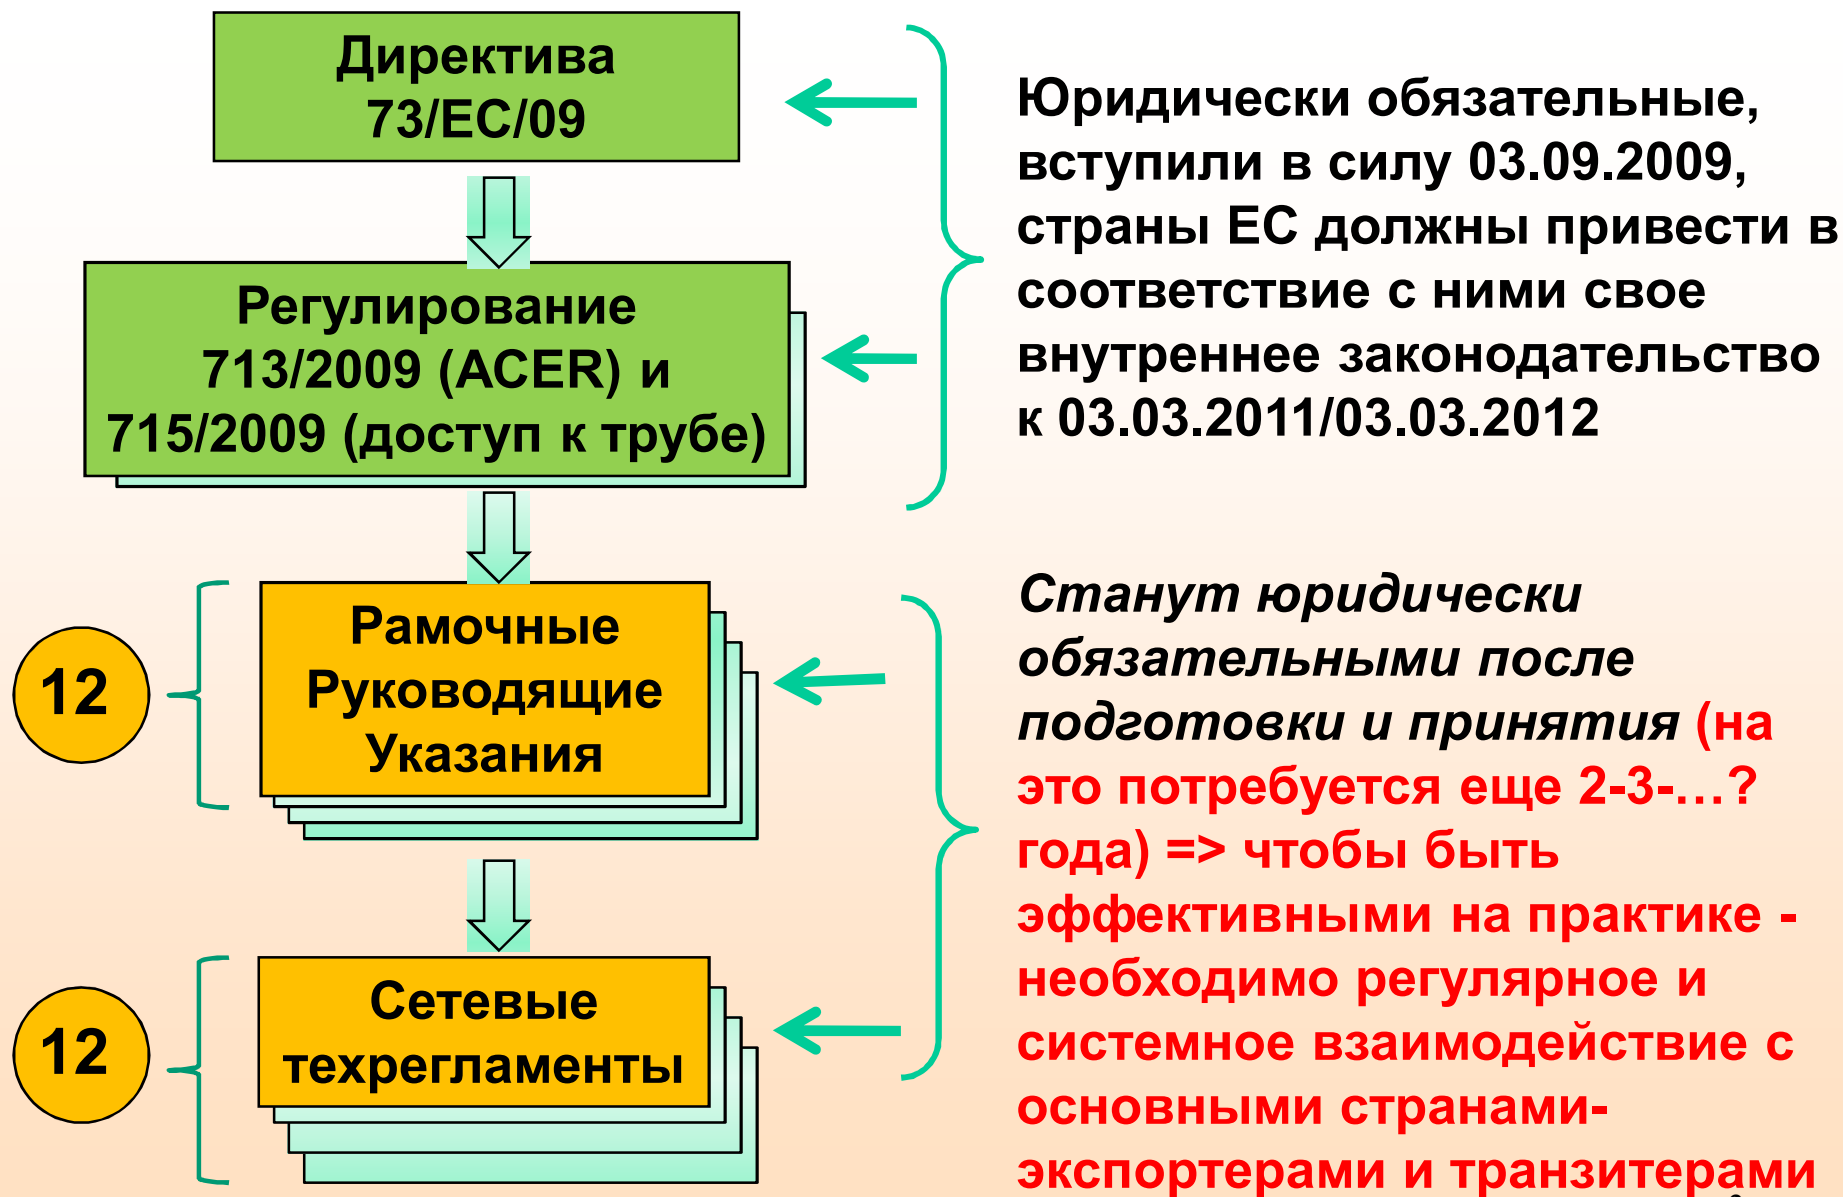 Директива
73/ЕС/09
Юридически обязательные,
вступили в силу 03.09.2009,
страны ЕС должны привести в
соответствие с ними свое
внутреннее законодательство
к 03.03.2011/03.03.2012
Регулирование
713/2009 (ACER) и
715/2009 (доступ к трубе)
12
Рамочные
Руководящие
Указания
Станут юридически
обязательными после
подготовки и принятия (на
это потребуется еще 2-3-…?
года) => чтобы быть
эффективными на практике -
необходимо регулярное и
системное взаимодействие с
основными странами-
экспортерами и транзитерами
12
Сетевые
техрегламенты